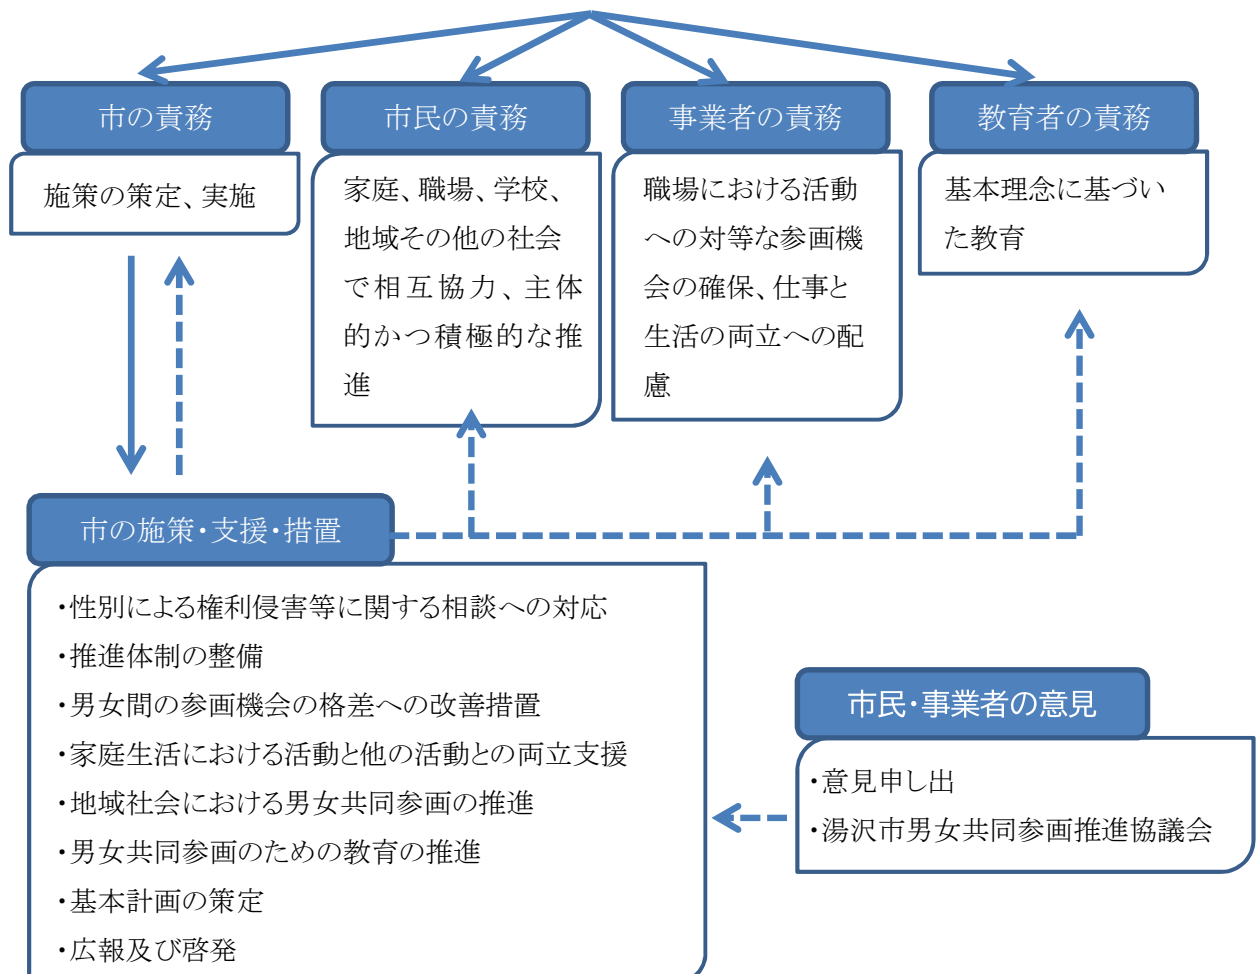 市の責務
施策の策定、実施
市民の責務
家庭、職場、学校、
地域その他の社会
で相互協力、主体
的かつ積極的な推
進
事業者の責務
職場における活動
への対等な参画機
会の確保、仕事と
生活の両立への配
慮
教育者の責務
基本理念に基づい
た教育
市の施策・支援・措置
・性別による権利侵害等に関する相談への対応
・推進体制の整備
・男女間の参画機会の格差への改善措置
・家庭生活における活動と他の活動との両立支援
・地域社会における男女共同参画の推進
・男女共同参画のための教育の推進
・基本計画の策定
・広報及び啓発
市民・事業者の意見
・意見申し出
・湯沢市男女共同参画推進協議会